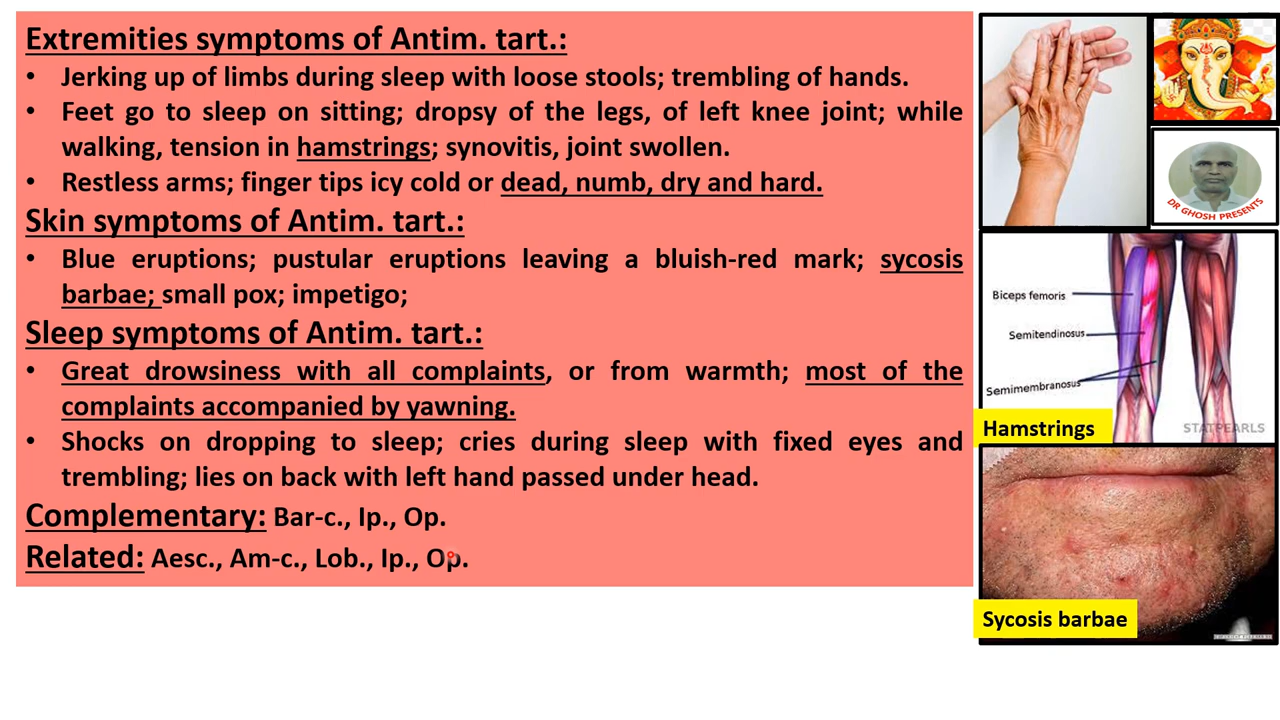 Extremities symptoms of Antim. tart.:
• Jerking up of limbs during sleep with loose stools; trembling of hands.
• Feet go to sleep on sitting; dropsy of the legs, of left knee joint; while
walking, tension in hamstrings; synovitis, joint swollen.
• Restless arms; finger tips icy cold or dead, numb, dry and hard.
Skin symptoms of Antim. tart.:
• Blue eruptions; pustular eruptions leaving a bluish-red mark; sycosis
barbae; small pox; impetigo;
Sleep symptoms of Antim. tart.:
• Great drowsiness with all complaints, or from warmth; most of the
complaints accompanied by yawning.
• Shocks on dropping to sleep; cries during sleep with fixed eyes and
trembling; lies on back with left hand passed under head.
Complementary: Bar-c., Ip., Op.
Related: Aesc., Am-c., Lob., Ip., Op.
DR GHOSH PRESENTS
Biceps femoris
Semitendinosus
Semimembranosus
Hamstrings
STATPEARLS
Sycosis barbae